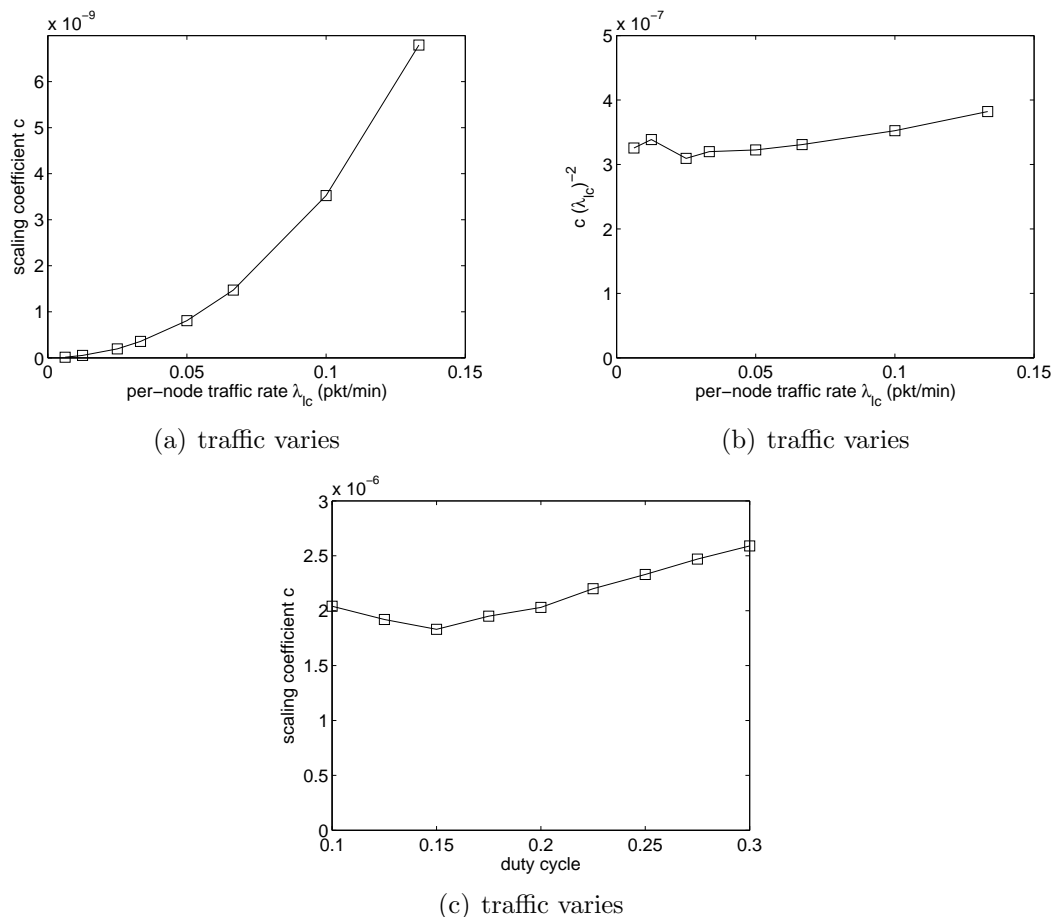 x 10⁻⁹
6
5
4
3
2
1
0
0 0.05 0.1 0.15
scaling coefficient c
per−node traffic rate λ_lc (pkt/min)
(a) traffic varies
x 10⁻⁷
5
4
3
2
1
0
0 0.05 0.1 0.15
c (λ_lc)⁻²
per−node traffic rate λ_lc (pkt/min)
(b) traffic varies
x 10⁻⁶
3
2.5
2
1.5
1
0.5
0
0.1 0.15 0.2 0.25 0.3
scaling coefficient c
duty cycle
(c) traffic varies